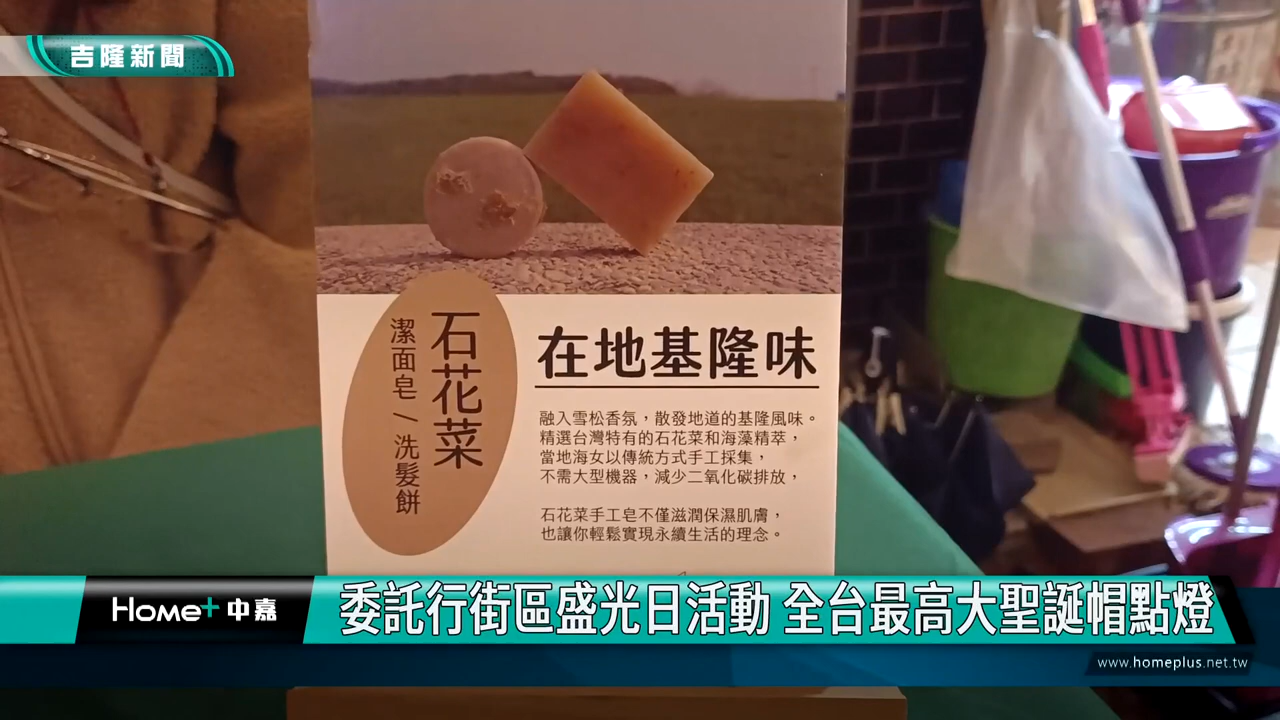 吉隆新聞
石花菜
潔面皂 / 洗髮餅
在地基隆味
融入雪松香氛，散發地道的基隆風味。
精選台灣特有的石花菜和海藻精萃，
當地海女以傳統方式手工採集，
不需大型機器，減少二氧化碳排放，
石花菜手工皂不僅滋潤保濕肌膚，
也讓你輕鬆實現永續生活的理念。
Home+ 中嘉
委託行街區盛光日活動 全台最高大聖誕帽點燈
www.homeplus.net.tw